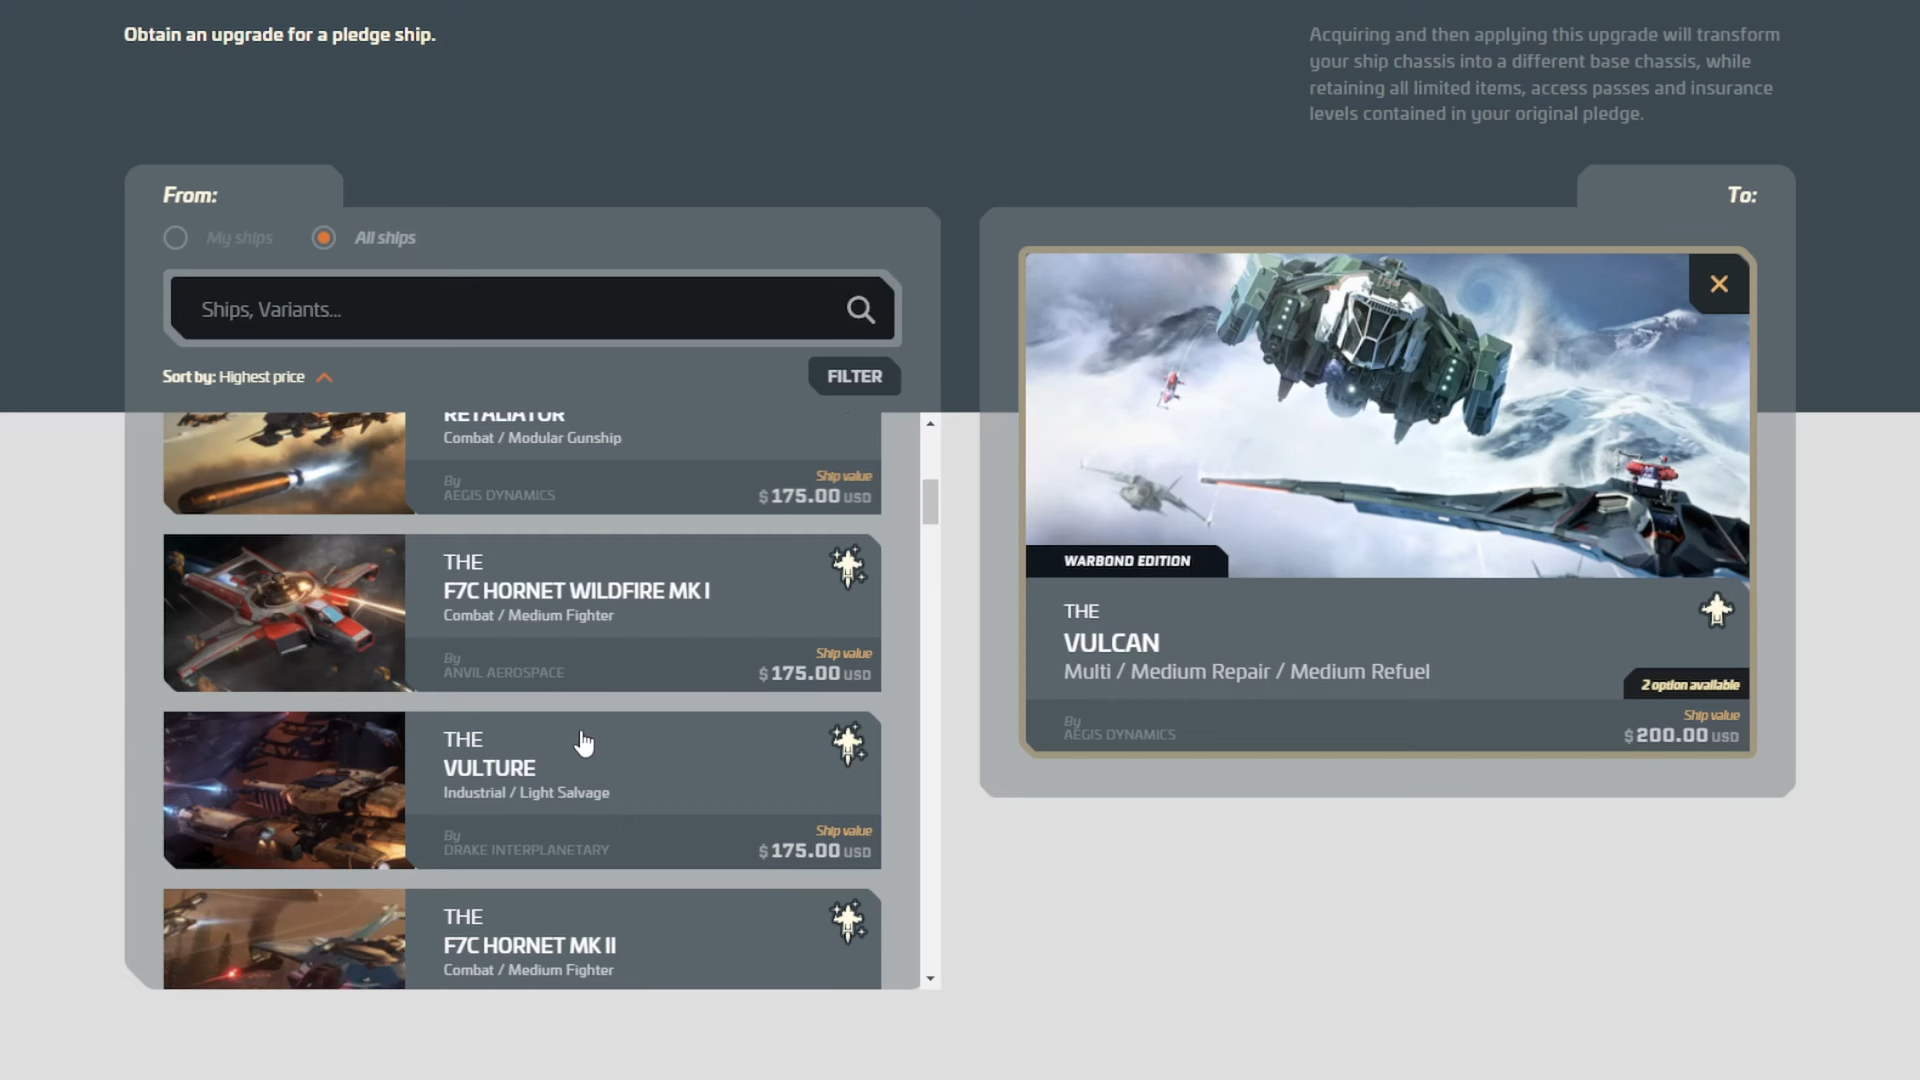 Obtain an upgrade for a pledge ship.
Acquiring and then applying this upgrade will transform
your ship chassis into a different base chassis, while
retaining all limited items, access passes and insurance
levels contained in your original pledge.
From:
My ships
All ships
Ships, Variants...
Sort by: Highest price
FILTER
RETALIATOR
Combat / Modular Gunship
By
AEGIS DYNAMICS
Ship value
$ 175.00 USD
THE
F7C HORNET WILDFIRE MK I
Combat / Medium Fighter
By
ANVIL AEROSPACE
Ship value
$ 175.00 USD
THE
VULTURE
Industrial / Light Salvage
By
DRAKE INTERPLANETARY
Ship value
$ 175.00 USD
THE
F7C HORNET MK II
Combat / Medium Fighter
To:
WARBOND EDITION
THE
VULCAN
Multi / Medium Repair / Medium Refuel
2 option available
By
AEGIS DYNAMICS
Ship value
$ 200.00 USD